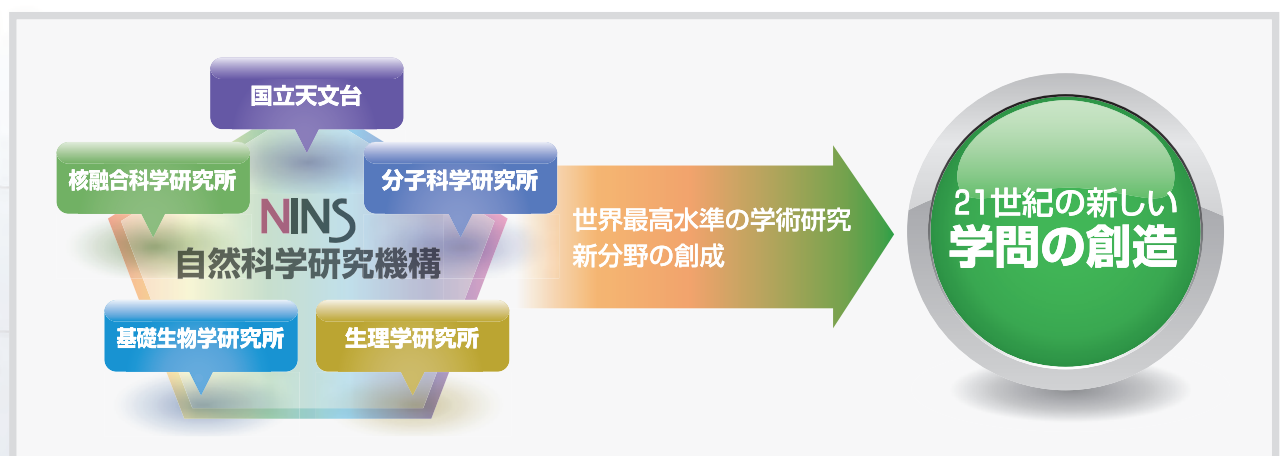 国立天文台
核融合科学研究所
分子科学研究所
NINS
自然科学研究機構
基礎生物学研究所
生理学研究所
世界最高水準の学術研究
新分野の創成
21世紀の新しい
学問の創造